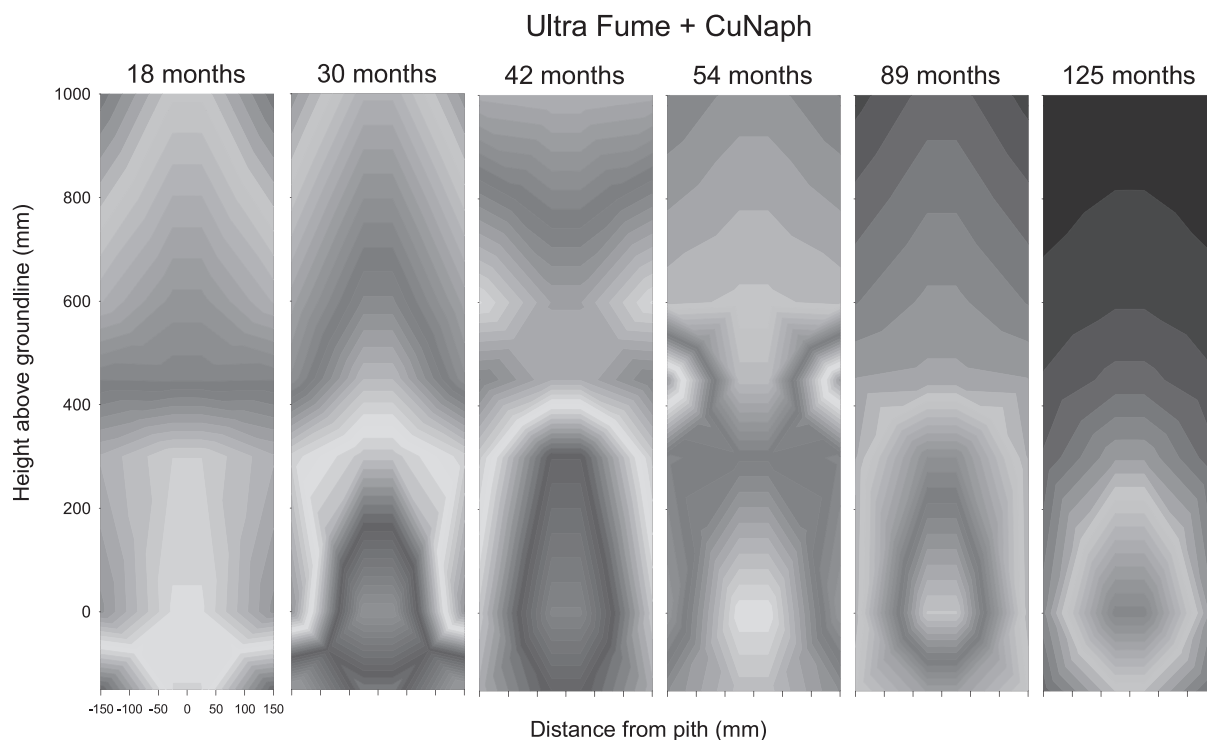 Ultra Fume + CuNaph
18 months 30 months 42 months 54 months 89 months 125 months
1000
800
600
400
200
0
Height above groundline (mm)
-150 -100 -50 0 50 100 150
Distance from pith (mm)